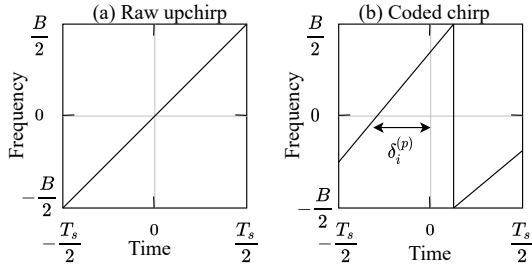 (a) Raw upchirp
B/2
0
-B/2
Frequency
-T_s/2
0
T_s/2
Time
(b) Coded chirp
B/2
0
-B/2
Frequency
δ_i^(p)
-T_s/2
0
T_s/2
Time